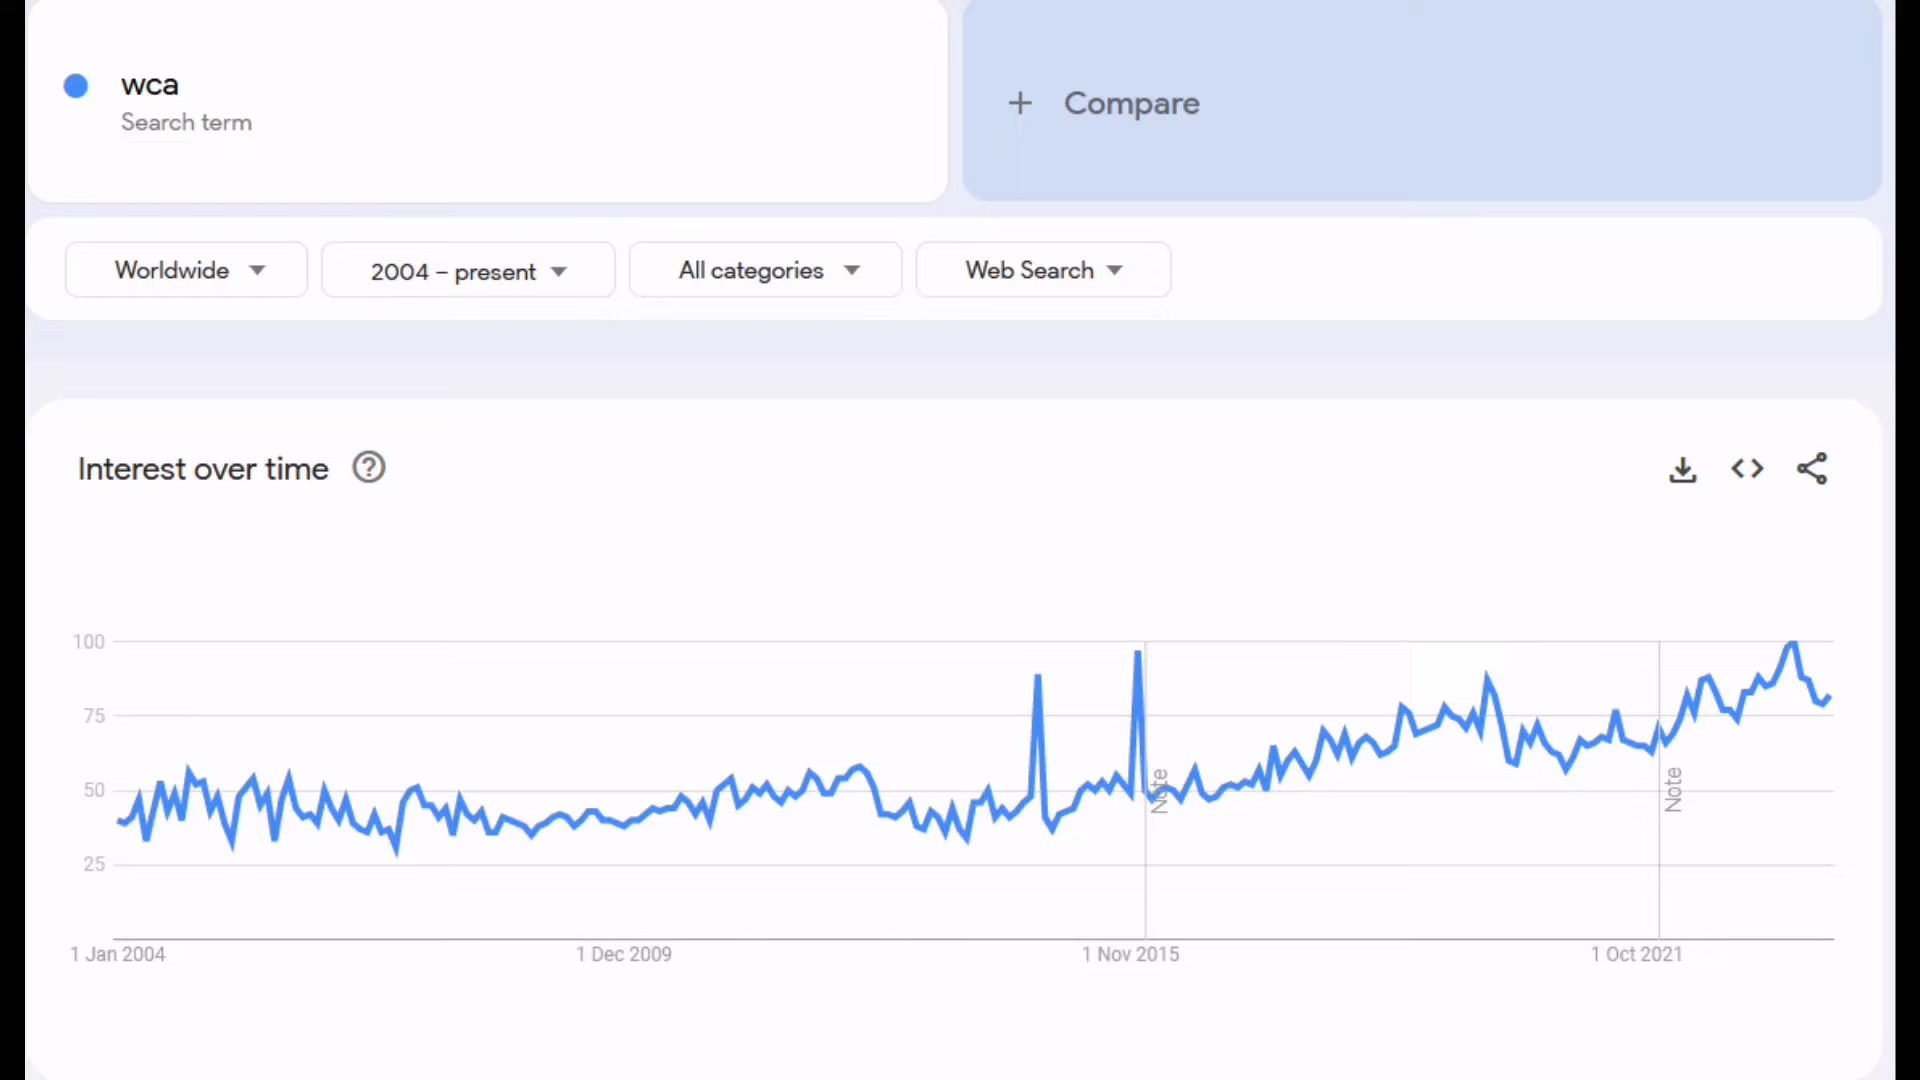 wca
Search term
+ Compare
Worldwide
2004 – present
All categories
Web Search
Interest over time
100
75
50
25
Note
Note
1 Jan 2004
1 Dec 2009
1 Nov 2015
1 Oct 2021